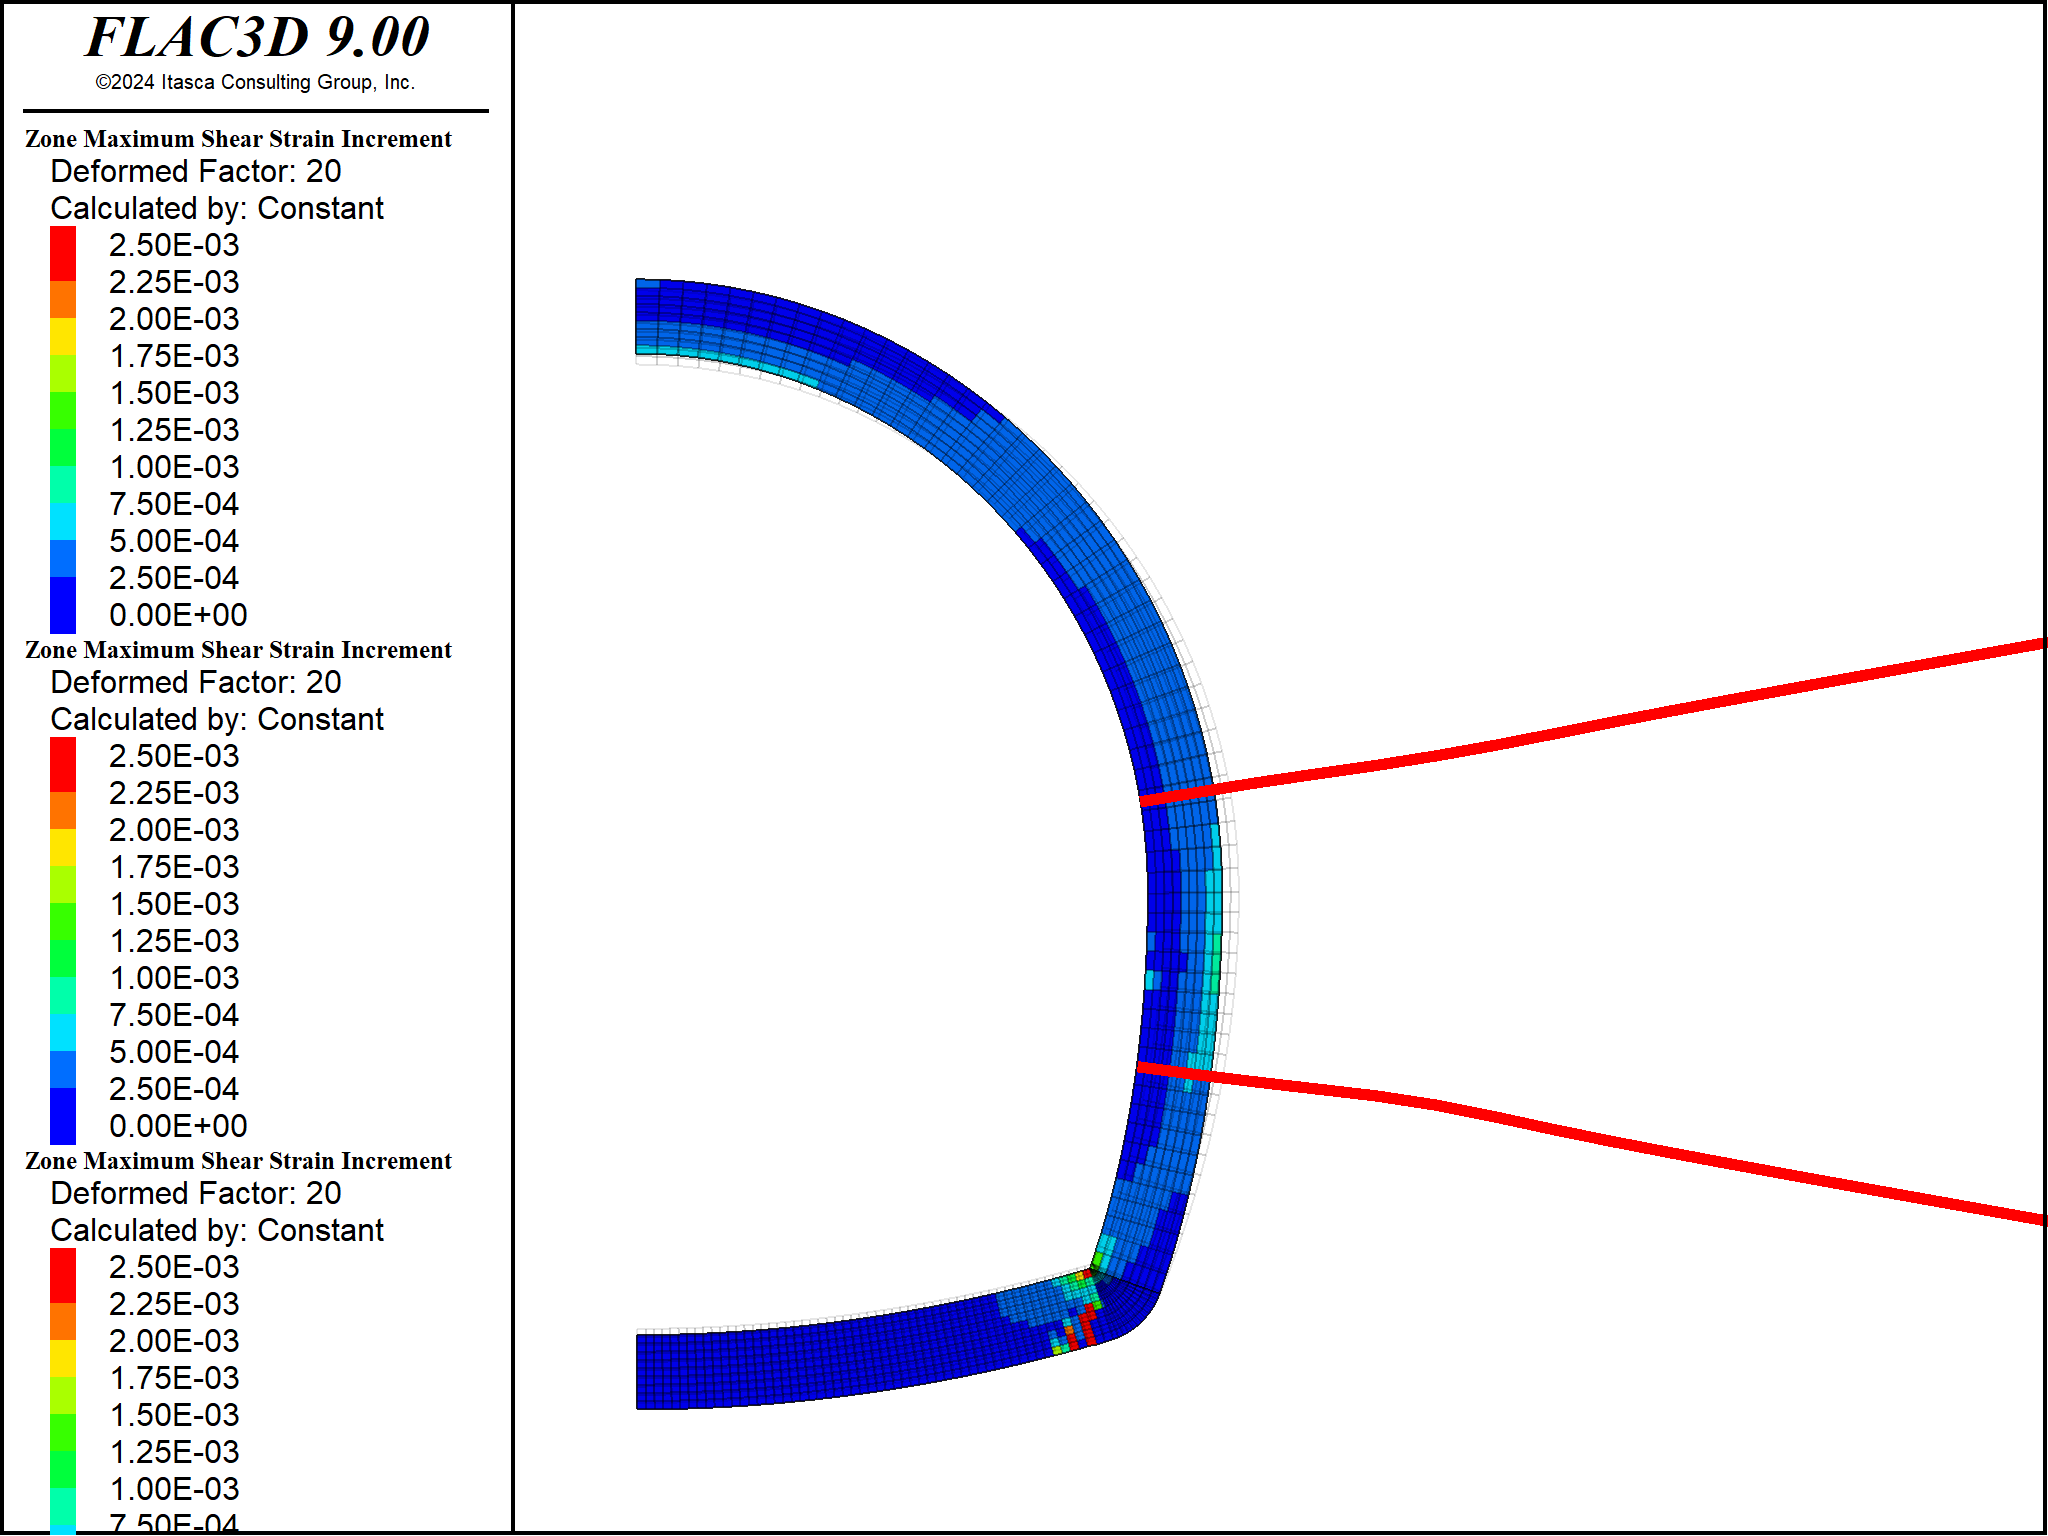 FLAC3D 9.00
©2024 Itasca Consulting Group, Inc.
Zone Maximum Shear Strain Increment
Deformed Factor: 20
Calculated by: Constant
2.50E-03
2.25E-03
2.00E-03
1.75E-03
1.50E-03
1.25E-03
1.00E-03
7.50E-04
5.00E-04
2.50E-04
0.00E+00
Zone Maximum Shear Strain Increment
Deformed Factor: 20
Calculated by: Constant
2.50E-03
2.25E-03
2.00E-03
1.75E-03
1.50E-03
1.25E-03
1.00E-03
7.50E-04
5.00E-04
2.50E-04
0.00E+00
Zone Maximum Shear Strain Increment
Deformed Factor: 20
Calculated by: Constant
2.50E-03
2.25E-03
2.00E-03
1.75E-03
1.50E-03
1.25E-03
1.00E-03
7.50E-04